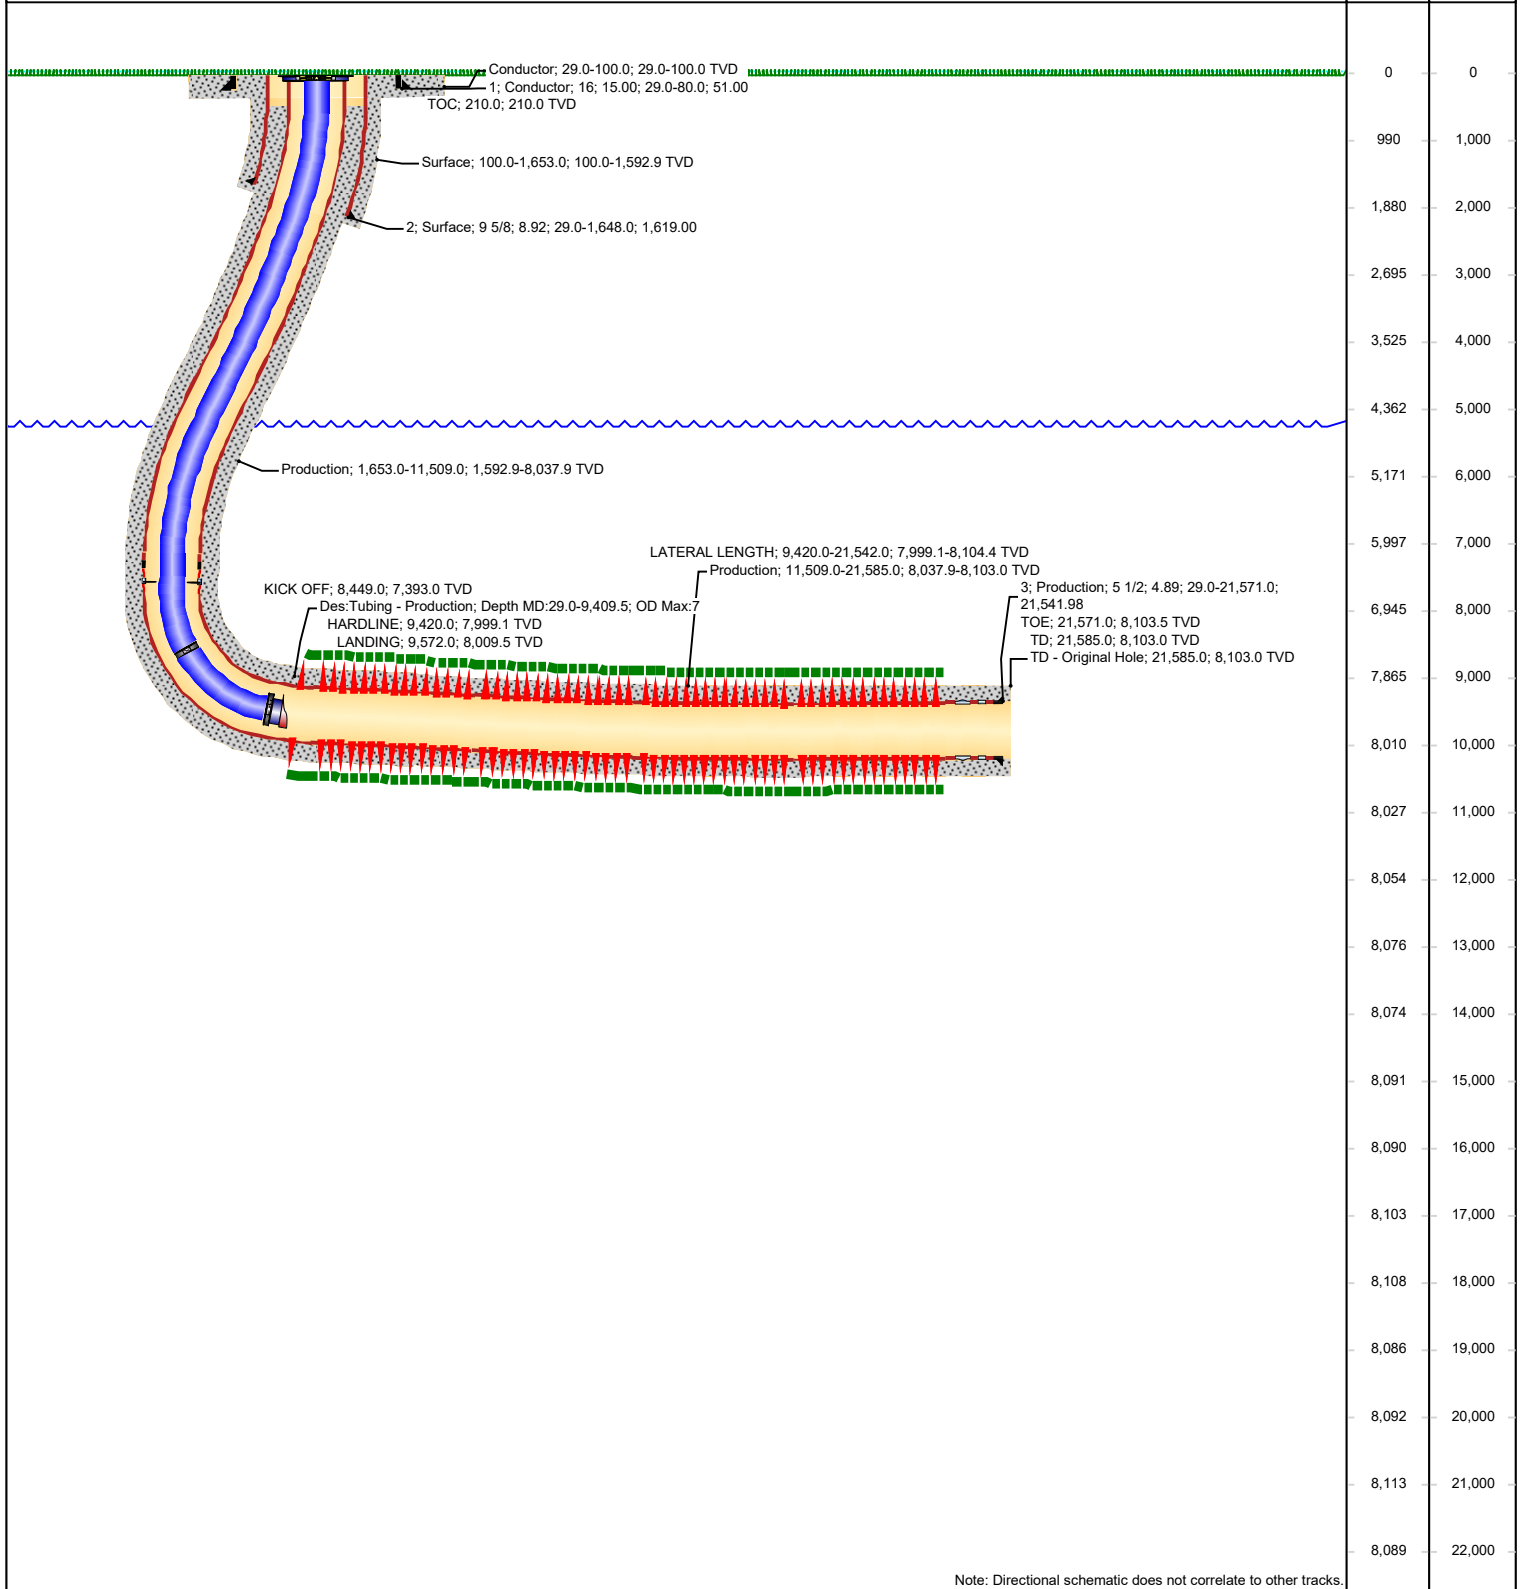 Conductor; 29.0-100.0; 29.0-100.0 TVD
1; Conductor; 16; 15.00; 29.0-80.0; 51.00
TOC; 210.0; 210.0 TVD
Surface; 100.0-1,653.0; 100.0-1,592.9 TVD
2; Surface; 9 5/8; 8.92; 29.0-1,648.0; 1,619.00
Production; 1,653.0-11,509.0; 1,592.9-8,037.9 TVD
LATERAL LENGTH; 9,420.0-21,542.0; 7,999.1-8,104.4 TVD
Production; 11,509.0-21,585.0; 8,037.9-8,103.0 TVD
KICK OFF; 8,449.0; 7,393.0 TVD
Des:Tubing - Production; Depth MD:29.0-9,409.5; OD Max:7
HARDLINE; 9,420.0; 7,999.1 TVD
LANDING; 9,572.0; 8,009.5 TVD
3; Production; 5 1/2; 4.89; 29.0-21,571.0;
21,541.98
TOE; 21,571.0; 8,103.5 TVD
TD; 21,585.0; 8,103.0 TVD
TD - Original Hole; 21,585.0; 8,103.0 TVD
0 0
990 1,000
1,880 2,000
2,695 3,000
3,525 4,000
4,362 5,000
5,171 6,000
5,997 7,000
6,945 8,000
7,865 9,000
8,010 10,000
8,027 11,000
8,054 12,000
8,076 13,000
8,074 14,000
8,091 15,000
8,090 16,000
8,103 17,000
8,108 18,000
8,086 19,000
8,092 20,000
8,113 21,000
8,089 22,000
Note: Directional schematic does not correlate to other tracks.